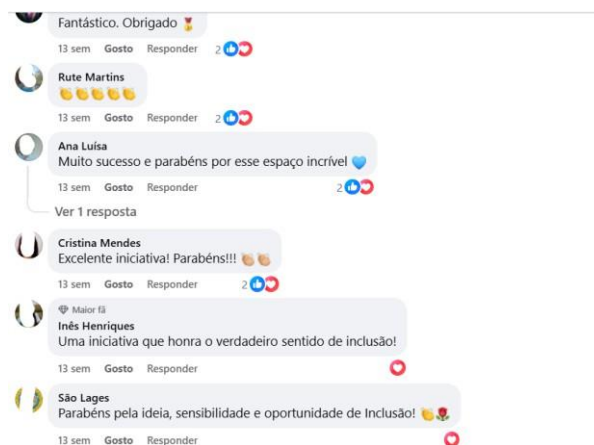 Fantástico. Obrigado 🏅
13 sem Gosto Responder 2
Rute Martins
👏👏👏👏👏
13 sem Gosto Responder 2
Ana Luísa
Muito sucesso e parabéns por esse espaço incrível 🩵
13 sem Gosto Responder 2
Ver 1 resposta
Cristina Mendes
Excelente iniciativa! Parabéns!!! 👏🏼👏🏼
13 sem Gosto Responder 2
Maior fã
Inês Henriques
Uma iniciativa que honra o verdadeiro sentido de inclusão!
13 sem Gosto Responder
São Lages
Parabéns pela ideia, sensibilidade e oportunidade de Inclusão! 👏🌹
13 sem Gosto Responder